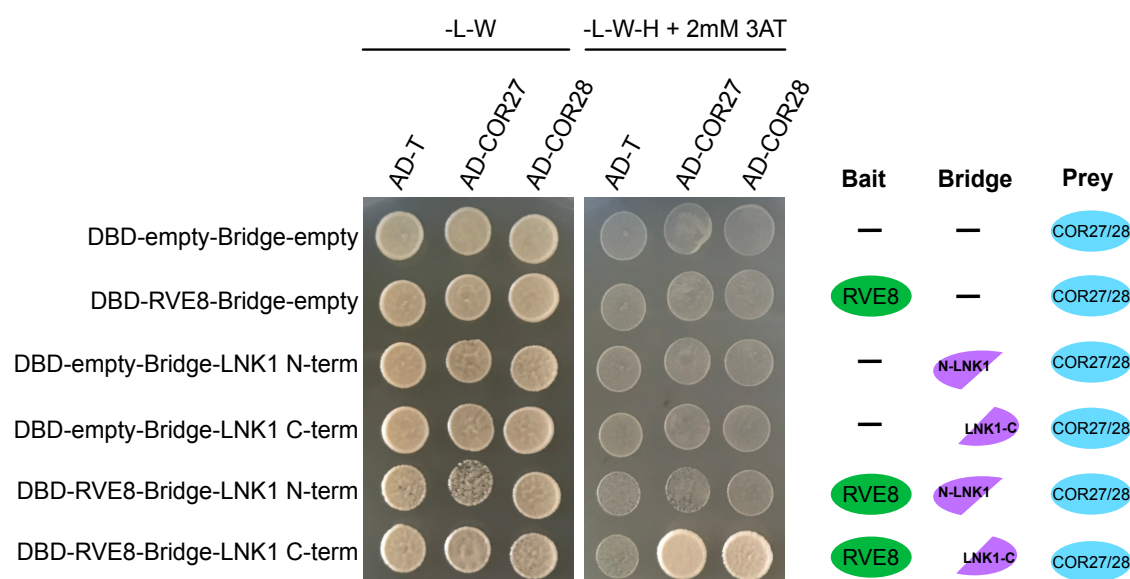 -L-W
-L-W-H + 2mM 3AT
AD-T
AD-COR27
AD-COR28
AD-T
AD-COR27
AD-COR28
Bait
Bridge
Prey
DBD-empty-Bridge-empty
— — COR27/28
DBD-RVE8-Bridge-empty
RVE8 — COR27/28
DBD-empty-Bridge-LNK1 N-term
— N-LNK1 COR27/28
DBD-empty-Bridge-LNK1 C-term
— LNK1-C COR27/28
DBD-RVE8-Bridge-LNK1 N-term
RVE8 N-LNK1 COR27/28
DBD-RVE8-Bridge-LNK1 C-term
RVE8 LNK1-C COR27/28